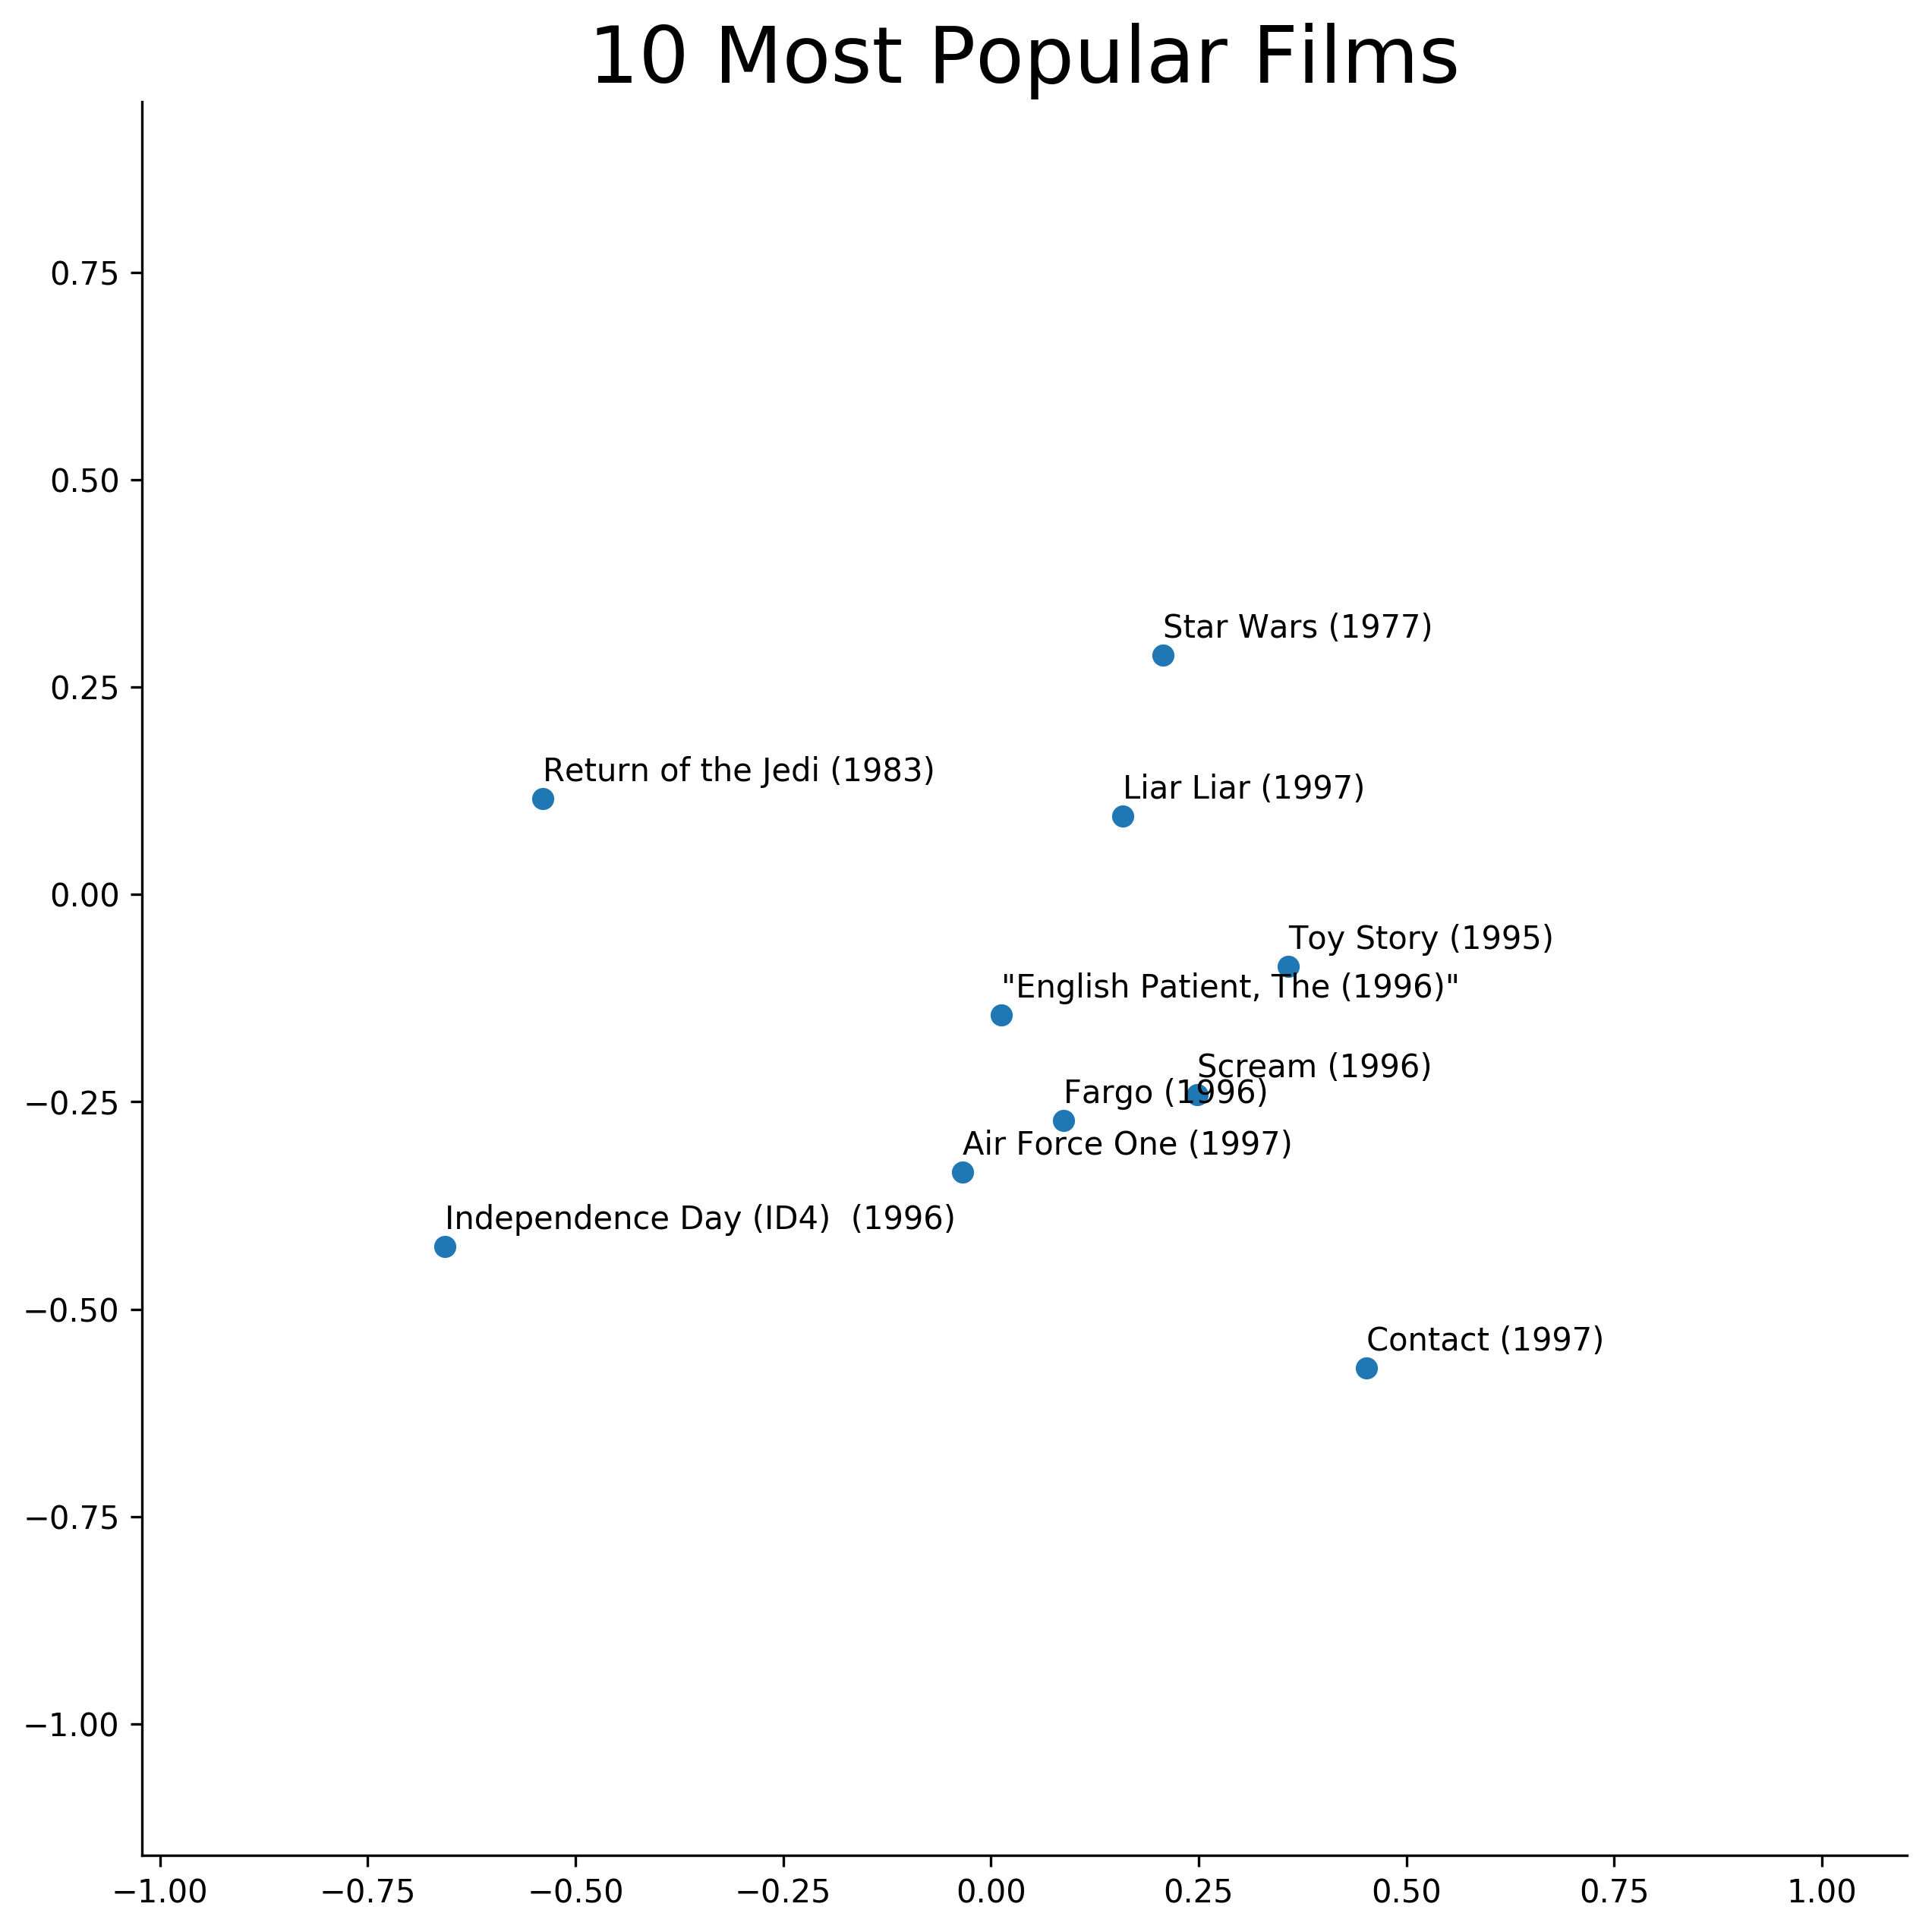 10 Most Popular Films
0.75
0.50
Star Wars (1977)
0.25
Return of the Jedi (1983)
Liar Liar (1997)
0.00
Toy Story (1995)
"English Patient, The (1996)"
Scream (1996)
−0.25
Fargo (1996)
Air Force One (1997)
Independence Day (ID4)  (1996)
−0.50
Contact (1997)
−0.75
−1.00
−1.00 −0.75 −0.50 −0.25 0.00 0.25 0.50 0.75 1.00